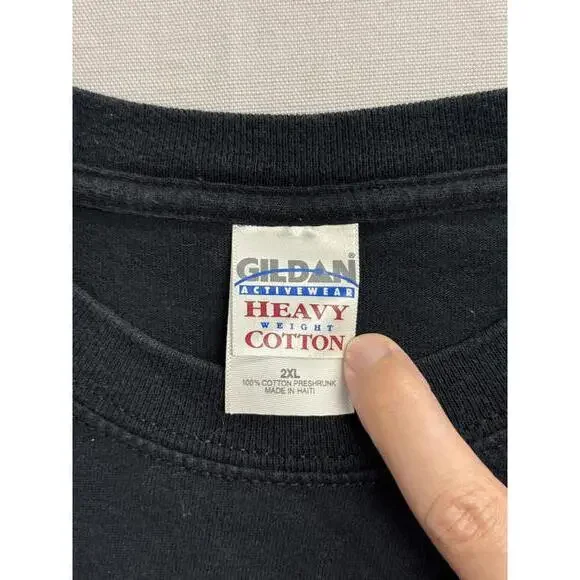 GILDAN®
ACTIVEWEAR
HEAVY
WEIGHT
COTTON
2XL
100% COTTON PRESHRUNK
MADE IN HAITI